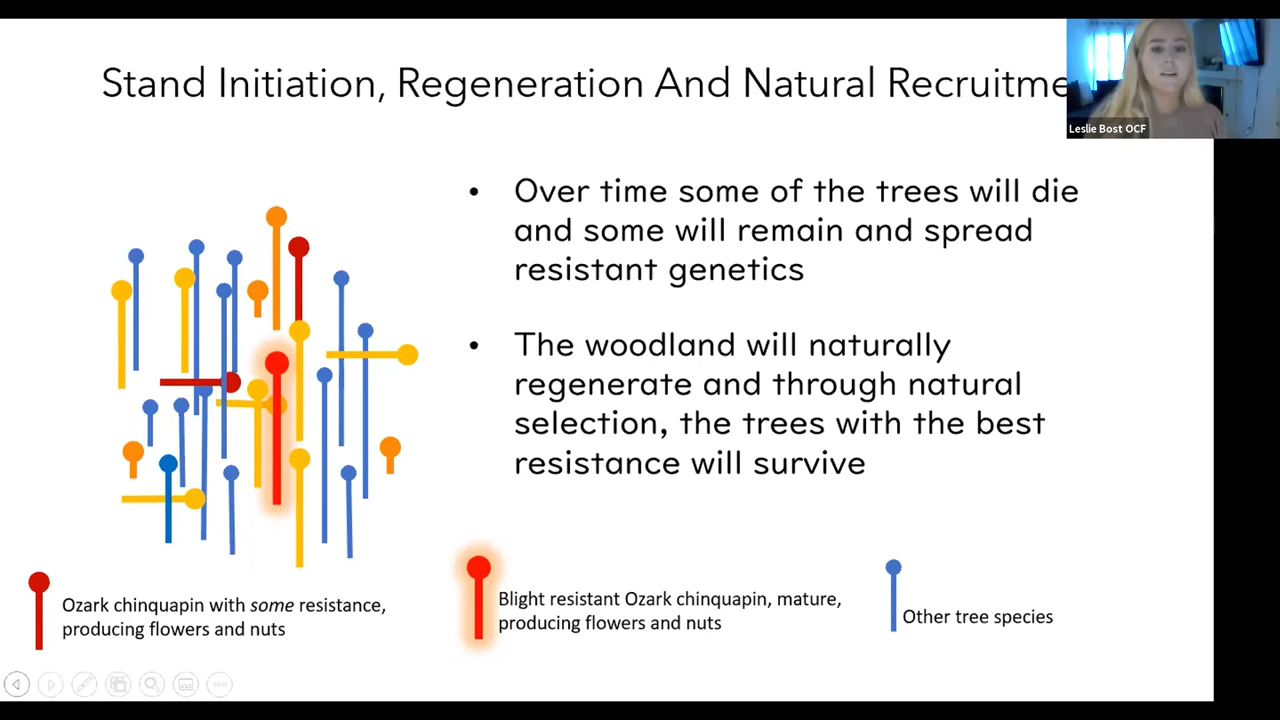 Stand Initiation, Regeneration And Natural Recruitme
Leslie Bost OCF
• Over time some of the trees will die
and some will remain and spread
resistant genetics
• The woodland will naturally
regenerate and through natural
selection, the trees with the best
resistance will survive
Ozark chinquapin with some resistance,
producing flowers and nuts
Blight resistant Ozark chinquapin, mature,
producing flowers and nuts
Other tree species